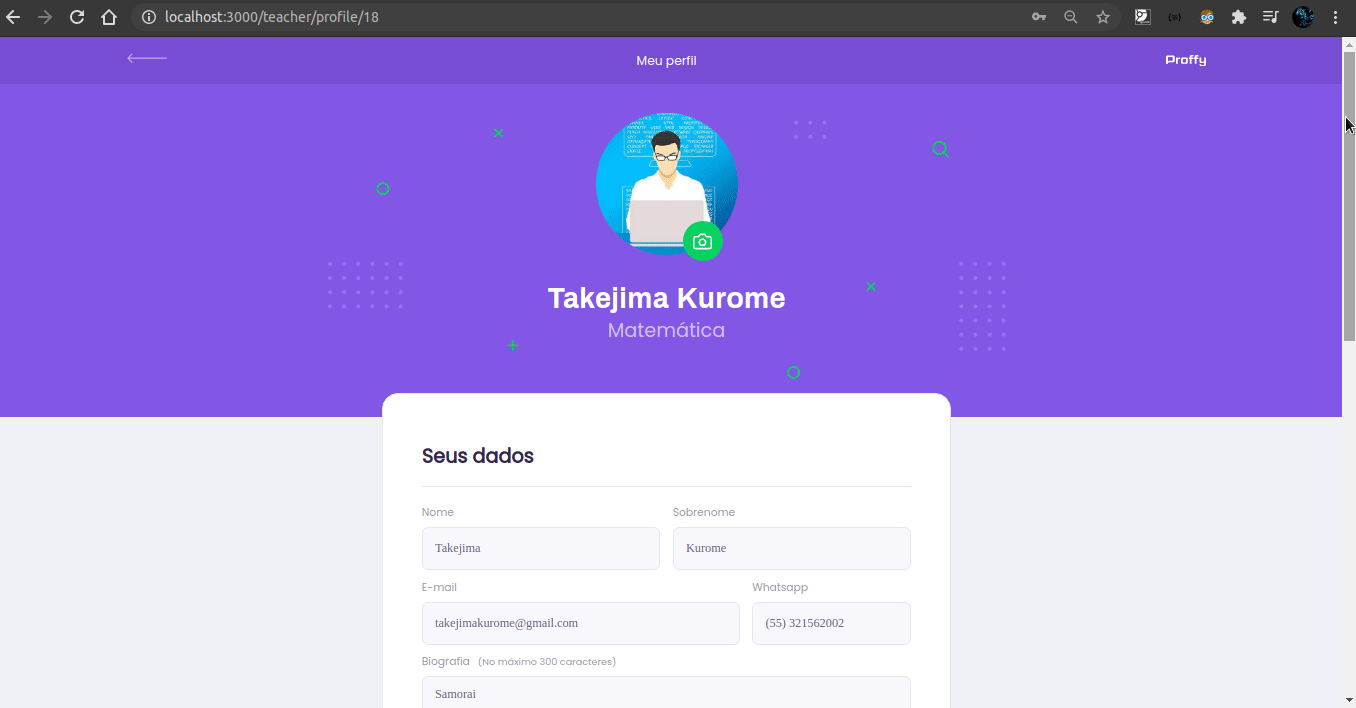 localhost:3000/teacher/profile/18
Meu perfil
Proffy
Takejima Kurome
Matemática
Seus dados
Nome
Sobrenome
Takejima
Kurome
E-mail
Whatsapp
takejimakurome@gmail.com
(55) 321562002
Biografia (No máximo 300 caracteres)
Samorai